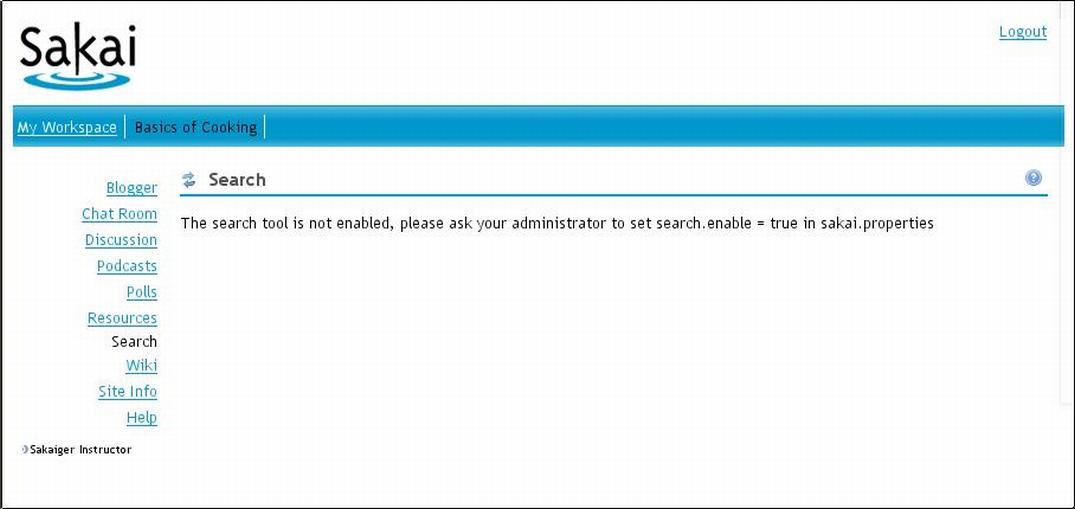 Sakai
Logout
My Workspace
Basics of Cooking
Blogger
Chat Room
Discussion
Podcasts
Polls
Resources
Search
Wiki
Site Info
Help
Sakaiger Instructor
Search
?
The search tool is not enabled, please ask your administrator to set search.enable = true in sakai.properties